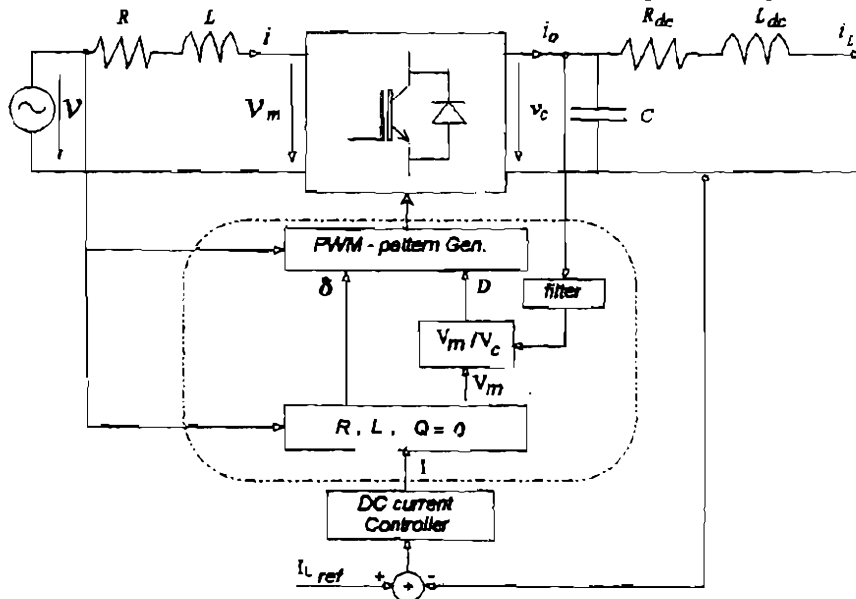 R L i i_o R_dc L_dc i_L
V V_m v_c C
PWM - pattern Gen.
δ D filter
V_m / V_c
V_m
R , L , Q = 0
I
DC current
Controller
I_L ref + + -